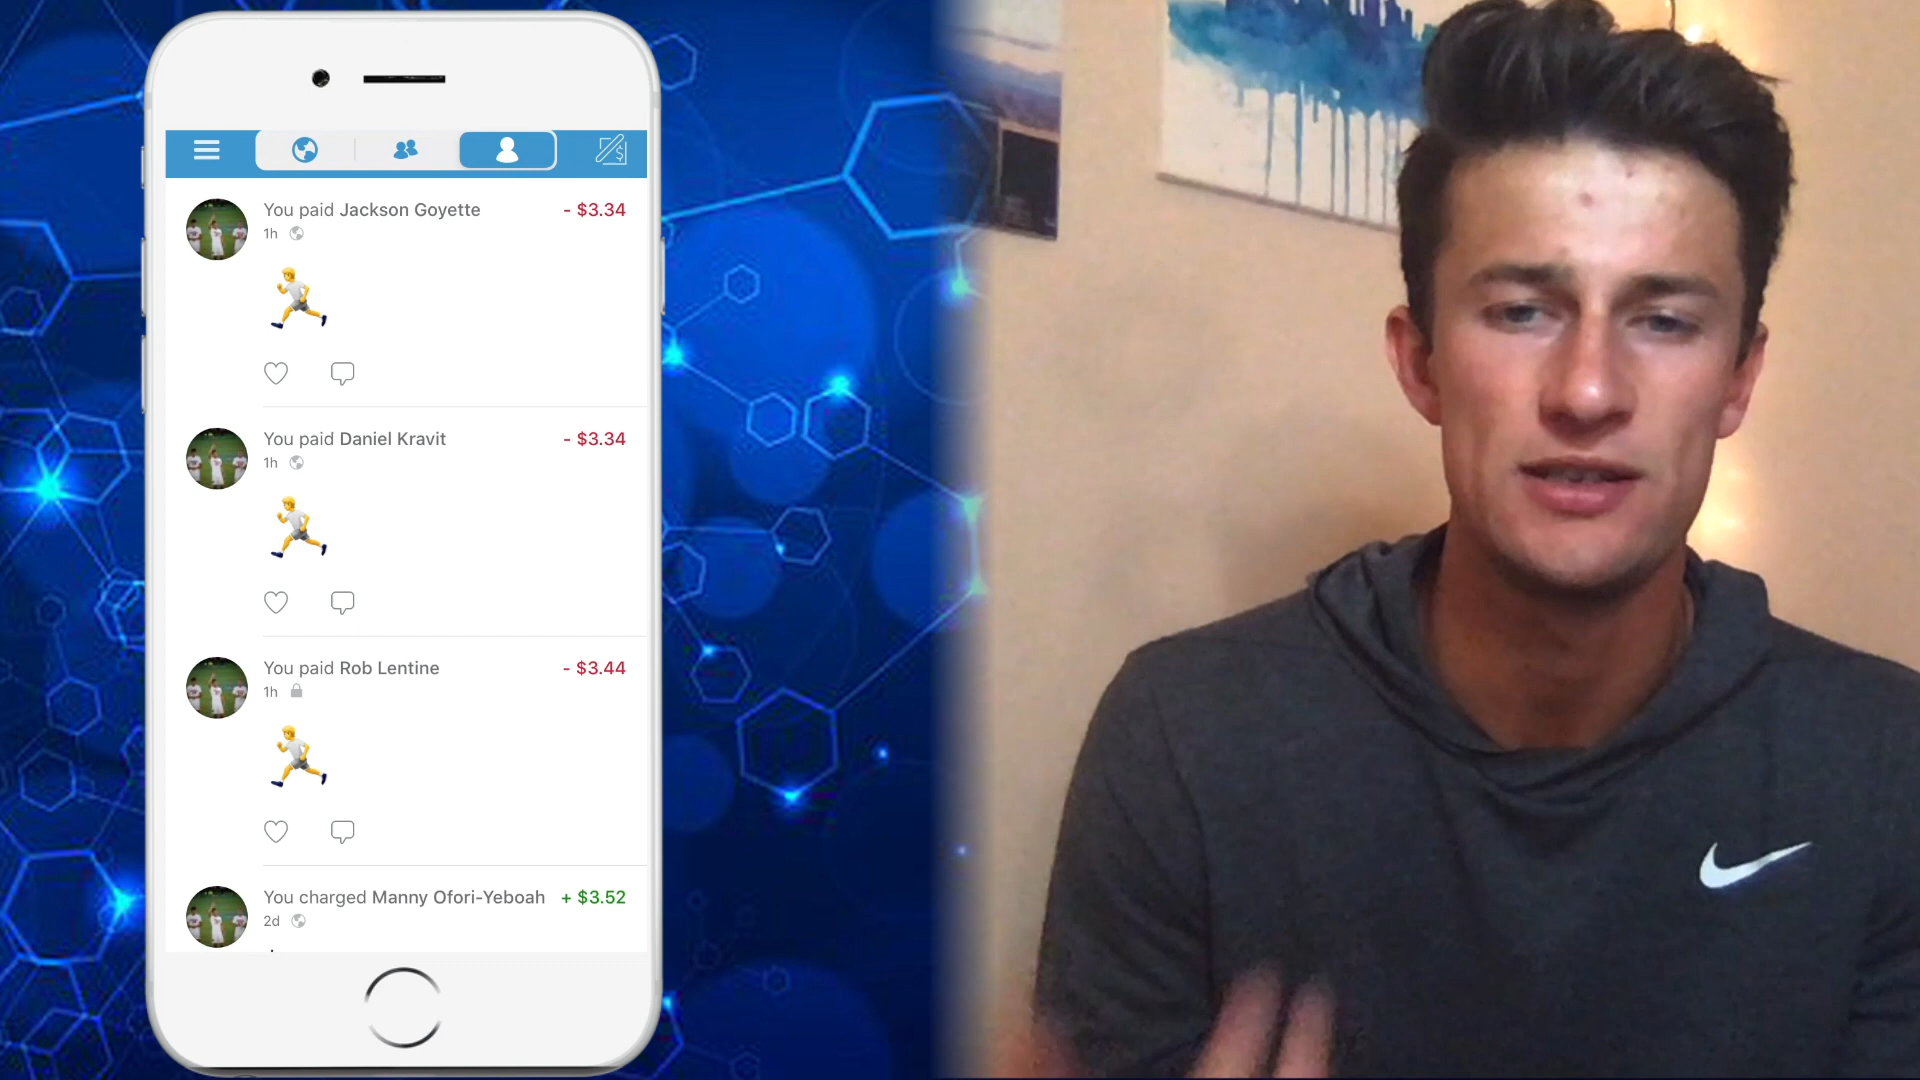 You paid Jackson Goyette - $3.34
1h
You paid Daniel Kravit - $3.34
1h
You paid Rob Lentine - $3.44
1h
You charged Manny Ofori-Yeboah + $3.52
2d